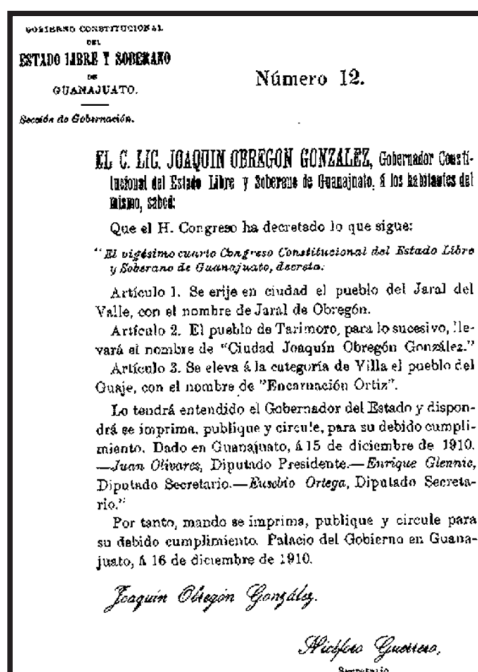 GOBIERNO CONSTITUCIONAL
DEL
ESTADO LIBRE Y SOBERANO
DE
GUANAJUATO.
Sección de Gobernación.
Número 12.
EL C. LIC. JOAQUIN OBREGON GONZALEZ, Gobernador Consti-
tucional del Estado Libre y Soberano de Guanajuato, á los habitantes del
mismo, sabed:
Que el H. Congreso ha decretado lo que sigue:
"El vigésimo cuarto Congreso Constitucional del Estado Libre
y Soberano de Guanajuato, decreta:
Artículo 1. Se erije en ciudad el pueblo del Jaral del
Valle, con el nombre de Jaral de Obregón.
Artículo 2. El pueblo de Tarimoro, para lo sucesivo, lle-
vará el nombre de "Ciudad Joaquín Obregón González."
Artículo 3. Se eleva á la categoría de Villa el pueblo del
Guaje, con el nombre de "Encarnación Ortiz".
Lo tendrá entendido el Gobernador del Estado y dispon-
drá se imprima, publique y circule, para su debido cumpli-
miento. Dado en Guanajuato, á 15 de diciembre de 1910.
—Juan Olivares, Diputado Presidente.—Enrique Glennie,
Diputado Secretario.—Eusebio Ortega, Diputado Secreta-
rio."
Por tanto, mando se imprima, publique y circule para
su debido cumplimiento. Palacio del Gobierno en Guana-
juato, á 16 de diciembre de 1910.
Joaquín Obregón González.
Nicéforo Guerrero,
Secretario.